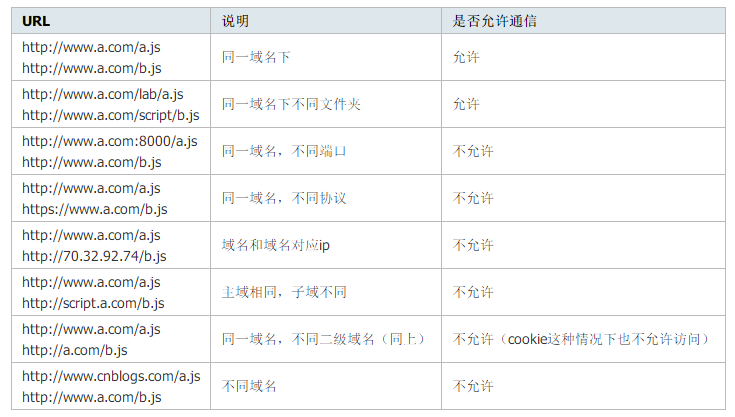 URL 说明 是否允许通信
http://www.a.com/a.js
http://www.a.com/b.js
同一域名下 允许
http://www.a.com/lab/a.js
http://www.a.com/script/b.js
同一域名下不同文件夹 允许
http://www.a.com:8000/a.js
http://www.a.com/b.js
同一域名，不同端口 不允许
http://www.a.com/a.js
https://www.a.com/b.js
同一域名，不同协议 不允许
http://www.a.com/a.js
http://70.32.92.74/b.js
域名和域名对应ip 不允许
http://www.a.com/a.js
http://script.a.com/b.js
主域相同，子域不同 不允许
http://www.a.com/a.js
http://a.com/b.js
同一域名，不同二级域名（同上） 不允许（cookie这种情况下也不允许访问）
http://www.cnblogs.com/a.js
http://www.a.com/b.js
不同域名 不允许